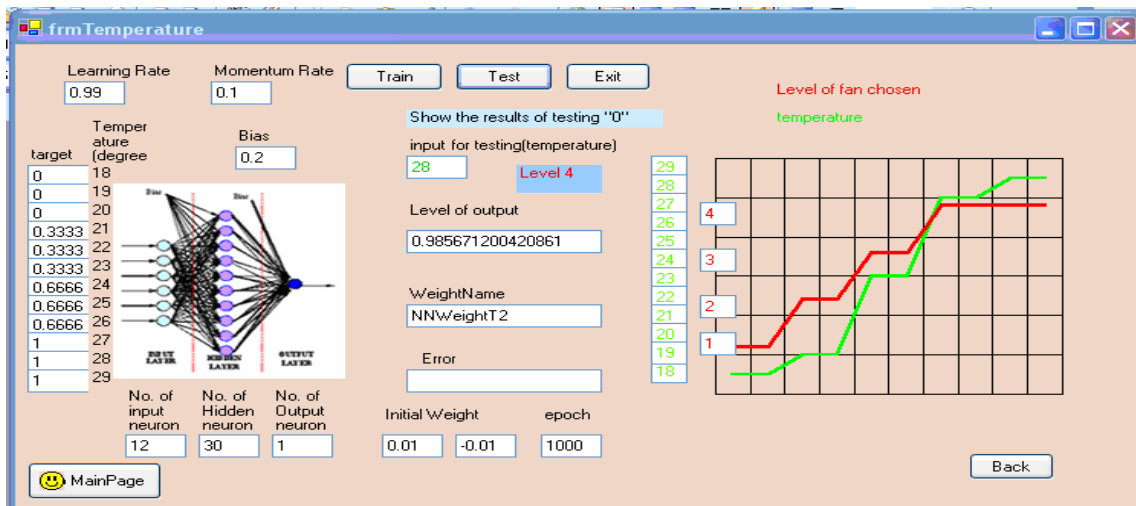 frmTemperature
Learning Rate
Momentum Rate
Train
Test
Exit
0.99
0.1
Level of fan chosen
temperature
Show the results of testing "0"
Temper
ature
(degree
Bias
0.2
target
input for testing(temperature)
28
Level 4
0 18
0 19
0 20
0.3333 21
0.3333 22
0.3333 23
0.6666 24
0.6666 25
0.6666 26
1 27
1 28
1 29
Bias
Bias
INPUT
LAYER
HIDDEN
LAYER
OUTPUT
LAYER
Level of output
0.985671200420861
WeightName
NNWeightT2
Error
29
28
27
26
25
24
23
22
21
20
19
18
4
3
2
1
No. of
input
neuron
No. of
Hidden
neuron
No. of
Output
neuron
12
30
1
Initial Weight
epoch
0.01
-0.01
1000
MainPage
Back